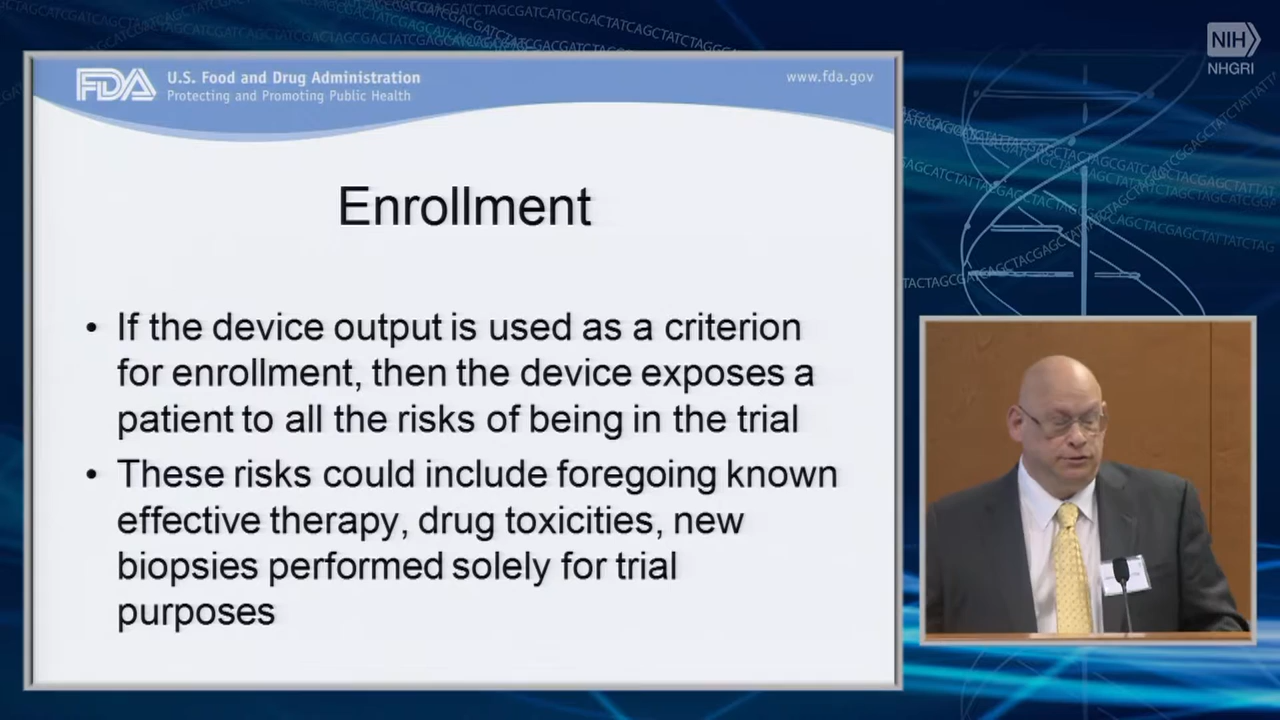 NIH
NHGRI
FDA
U.S. Food and Drug Administration
Protecting and Promoting Public Health
www.fda.gov
Enrollment
• If the device output is used as a criterion
for enrollment, then the device exposes a
patient to all the risks of being in the trial
• These risks could include foregoing known
effective therapy, drug toxicities, new
biopsies performed solely for trial
purposes